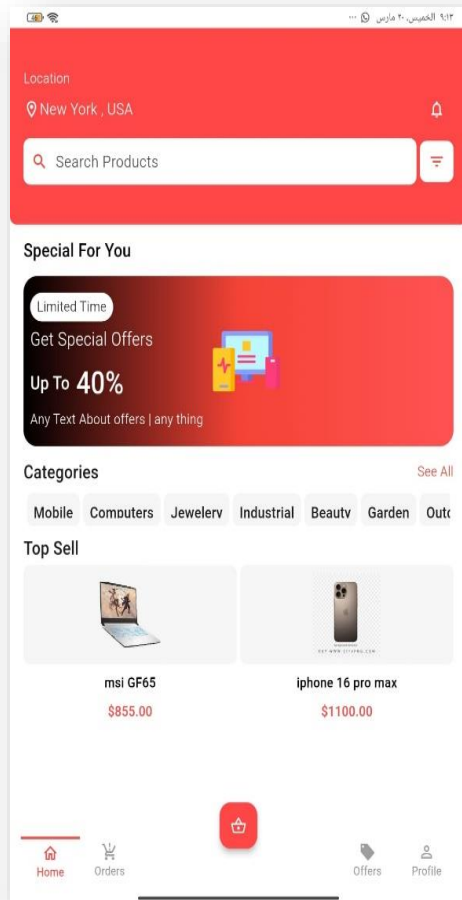 ٩:١٣ الخميس، ٢٠ مارس ...
Location
New York , USA
Search Products
Special For You
Limited Time
Get Special Offers
Up To 40%
Any Text About offers | any thing
Categories See All
Mobile Computers Jewelery Industrial Beauty Garden Outd
Top Sell
msi GF65 iphone 16 pro max
$855.00 $1100.00
Home Orders Offers Profile